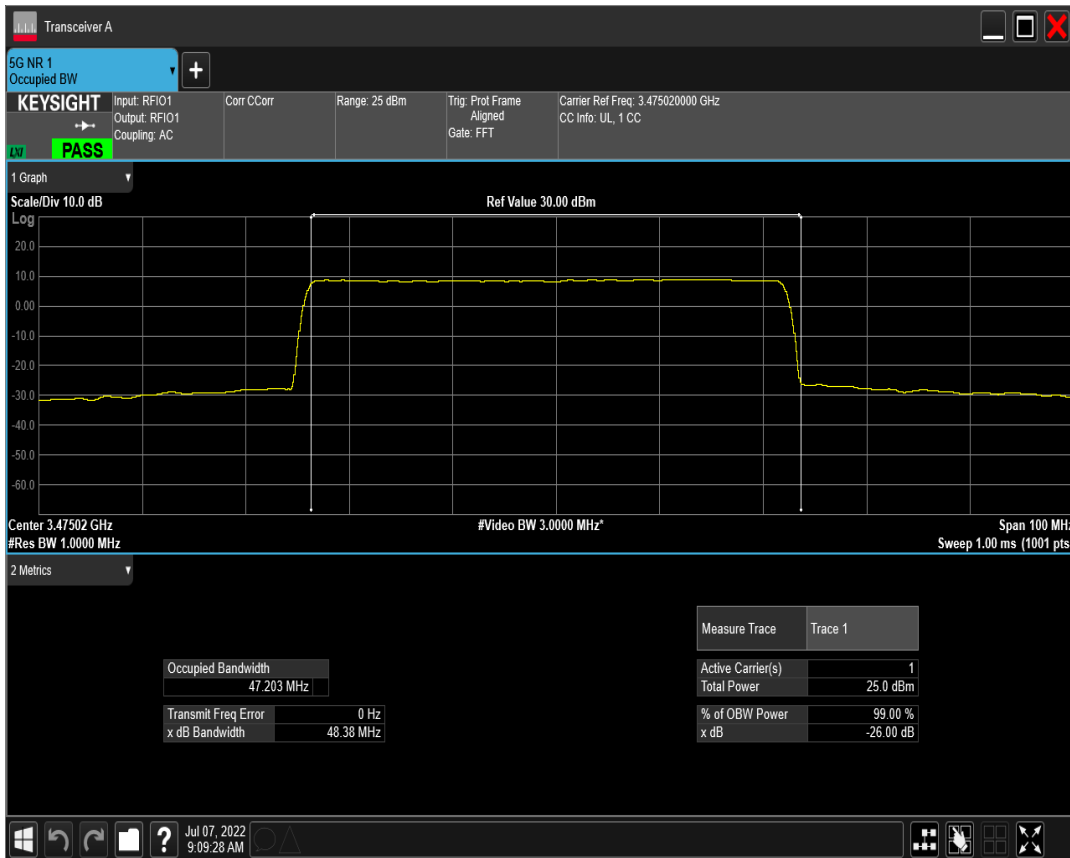 Transceiver A
5G NR 1
Occupied BW
KEYSIGHT
Input: RFIO1
Output: RFIO1
Coupling: AC
Corr CCorr
Range: 25 dBm
Trig: Prot Frame
Aligned
Gate: FFT
Carrier Ref Freq: 3.475020000 GHz
CC Info: UL, 1 CC
LXI
PASS
1 Graph
Scale/Div 10.0 dB
Ref Value 30.00 dBm
Log
20.0
10.0
0.00
-10.0
-20.0
-30.0
-40.0
-50.0
-60.0
Center 3.47502 GHz
#Video BW 3.0000 MHz*
Span 100 MHz
#Res BW 1.0000 MHz
Sweep 1.00 ms (1001 pts
2 Metrics
Measure Trace Trace 1
Occupied Bandwidth
47.203 MHz
Active Carrier(s) 1
Total Power 25.0 dBm
Transmit Freq Error 0 Hz
x dB Bandwidth 48.38 MHz
% of OBW Power 99.00 %
x dB -26.00 dB
?
Jul 07, 2022
9:09:28 AM